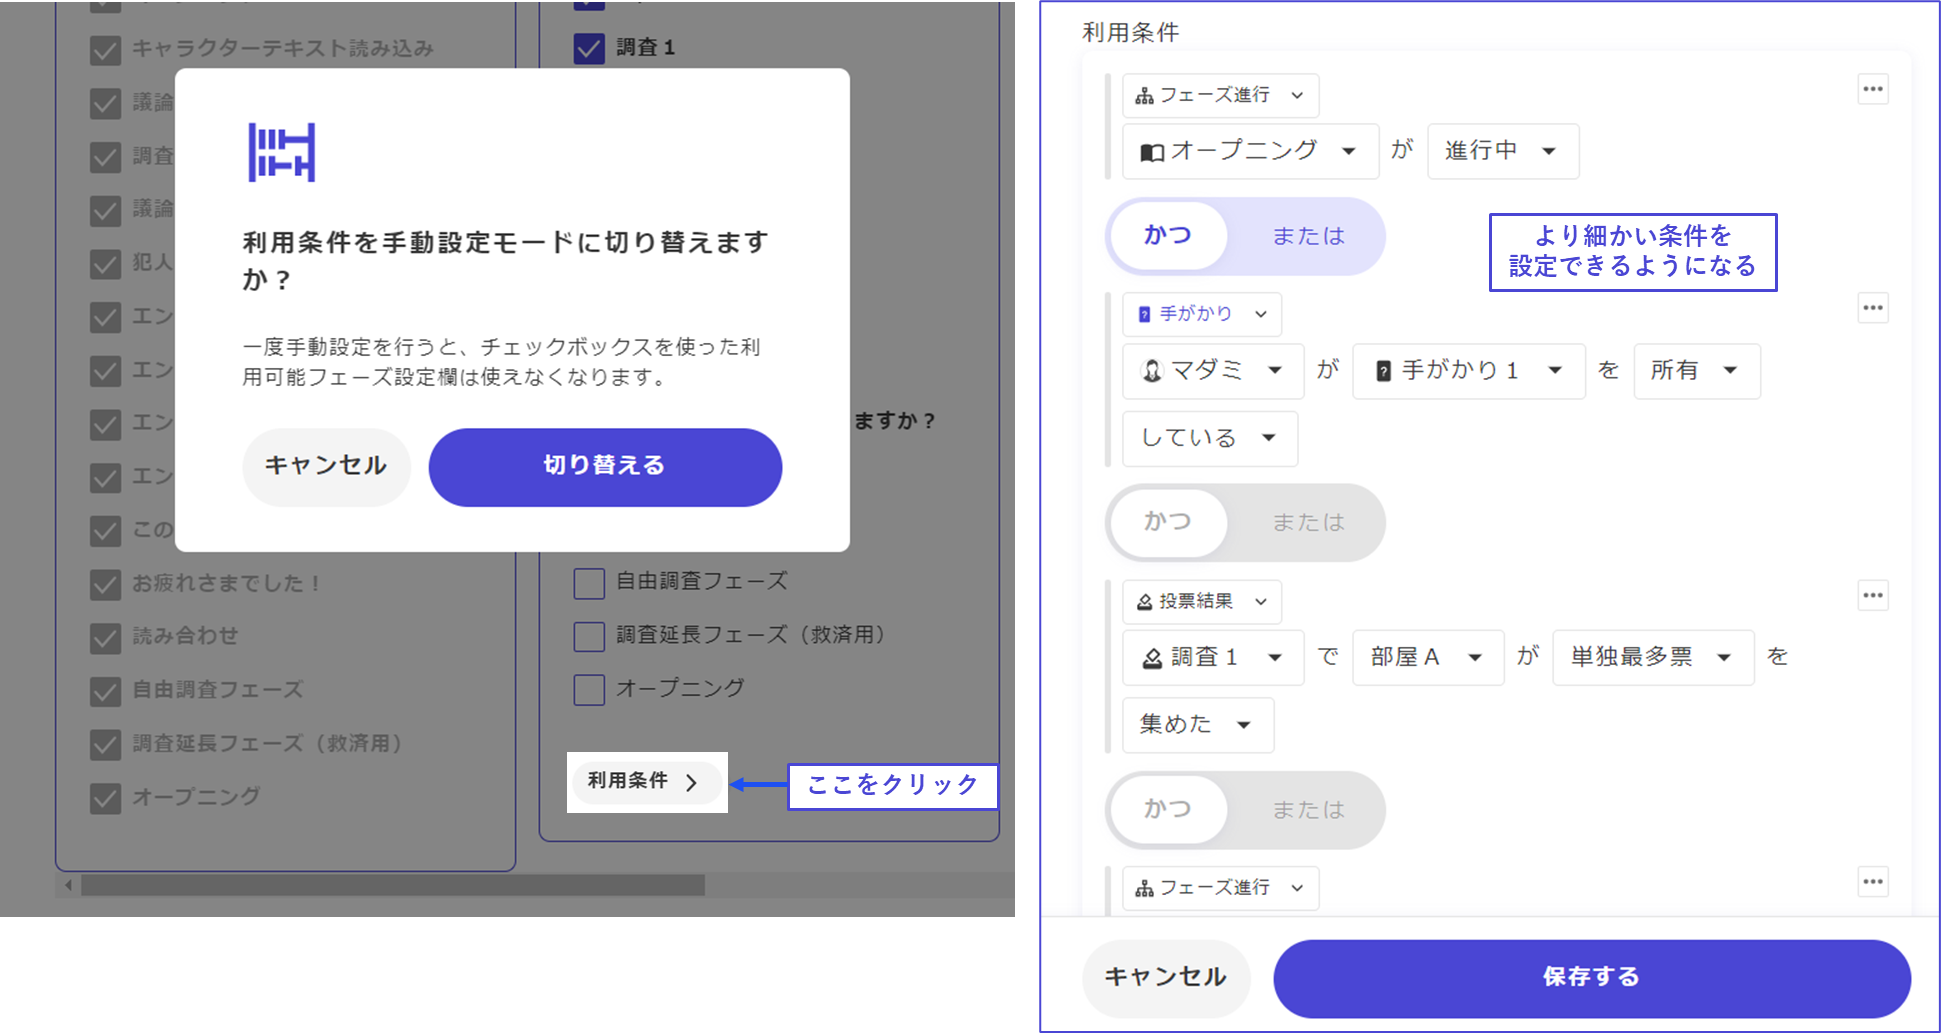 キャラクターテキスト読み込み
議論
調査
議論
犯人
エン
エン
エン
エン
この
お疲れさまでした！
読み合わせ
自由調査フェーズ
調査延長フェーズ（救済用）
オープニング
調査１
利用条件を手動設定モードに切り替えます
か？
一度手動設定を行うと、チェックボックスを使った利
用可能フェーズ設定欄は使えなくなります。
キャンセル
切り替える
ますか？
自由調査フェーズ
調査延長フェーズ（救済用）
オープニング
利用条件
ここをクリック
利用条件
フェーズ進行
オープニング が 進行中
かつ または
より細かい条件を
設定できるようになる
手がかり
マダミ が 手がかり１ を 所有
している
かつ または
投票結果
調査１ で 部屋Ａ が 単独最多票 を
集めた
かつ または
フェーズ進行
キャンセル
保存する